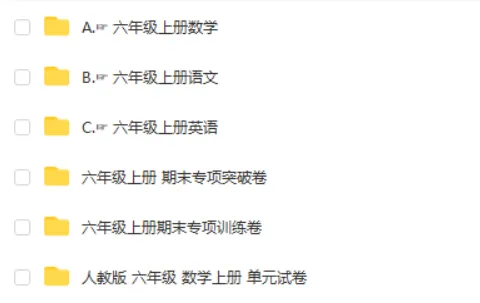 A.☞ 六年级上册数学
B.☞ 六年级上册语文
C.☞ 六年级上册英语
六年级上册 期末专项突破卷
六年级上册期末专项训练卷
人教版 六年级 数学上册 单元试卷